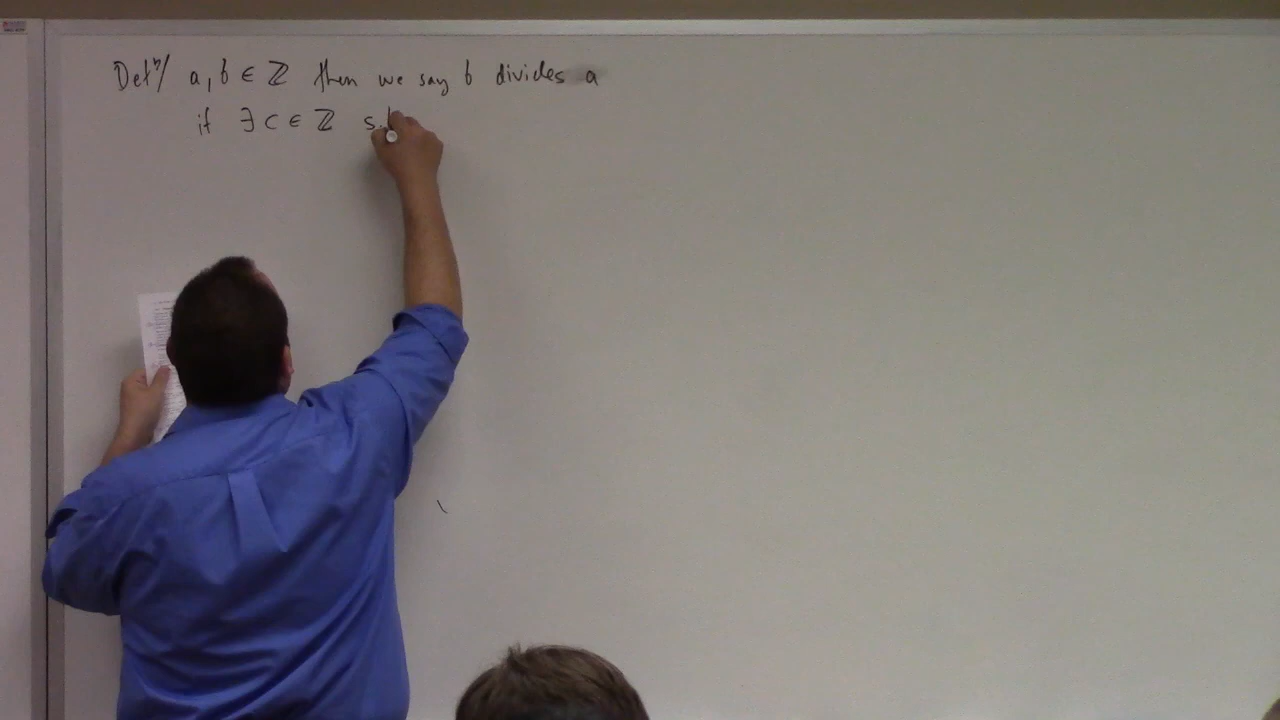 Defⁿ/ a, b ∈ ℤ then we say b divides a
if ∃ c ∈ ℤ s.t